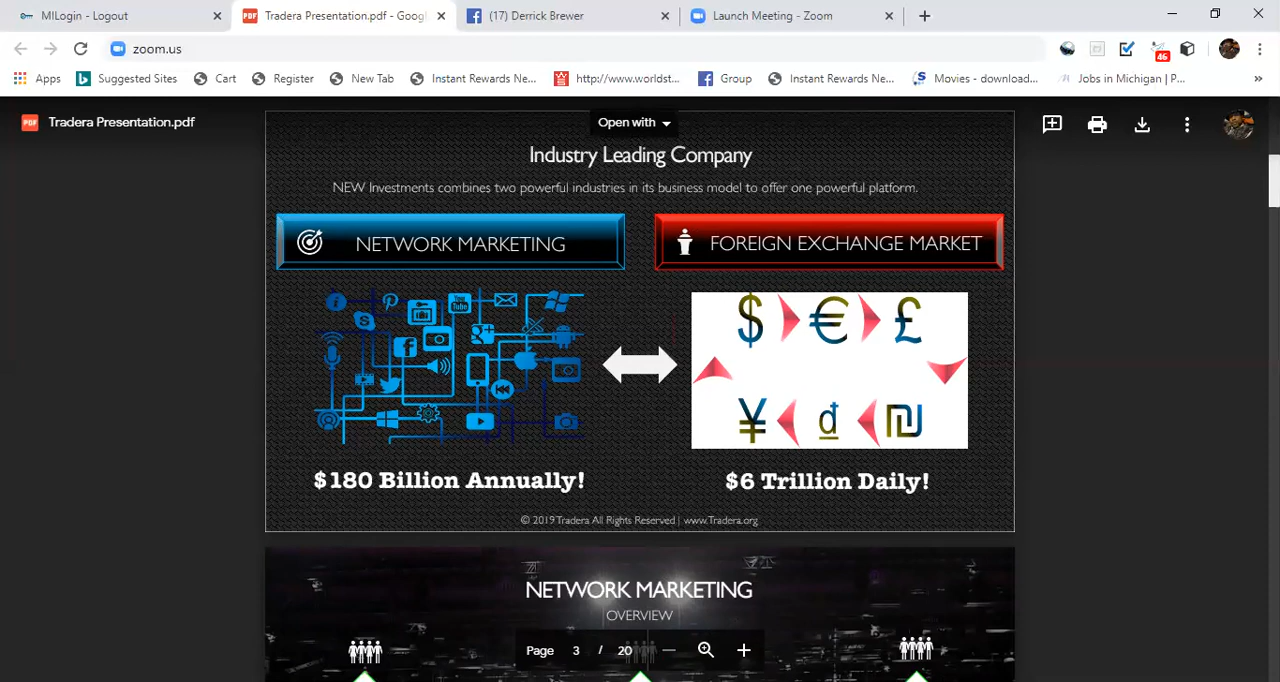 MILogin - Logout
Tradera Presentation.pdf - Googl
(17) Derrick Brewer
Launch Meeting - Zoom
zoom.us
46
Apps
Suggested Sites
Cart
Register
New Tab
Instant Rewards Ne...
http://www.worldst...
Group
Instant Rewards Ne...
Movies - download...
Jobs in Michigan | P...
»
PDF
Tradera Presentation.pdf
Open with
Industry Leading Company
NEW Investments combines two powerful industries in its business model to offer one powerful platform.
NETWORK MARKETING
FOREIGN EXCHANGE MARKET
You Tube
$ € £
¥ ₫ ₪
$180 Billion Annually!
$6 Trillion Daily!
© 2019 Tradera All Rights Reserved | www.Tradera.org
NETWORK MARKETING
OVERVIEW
Page 3 / 20